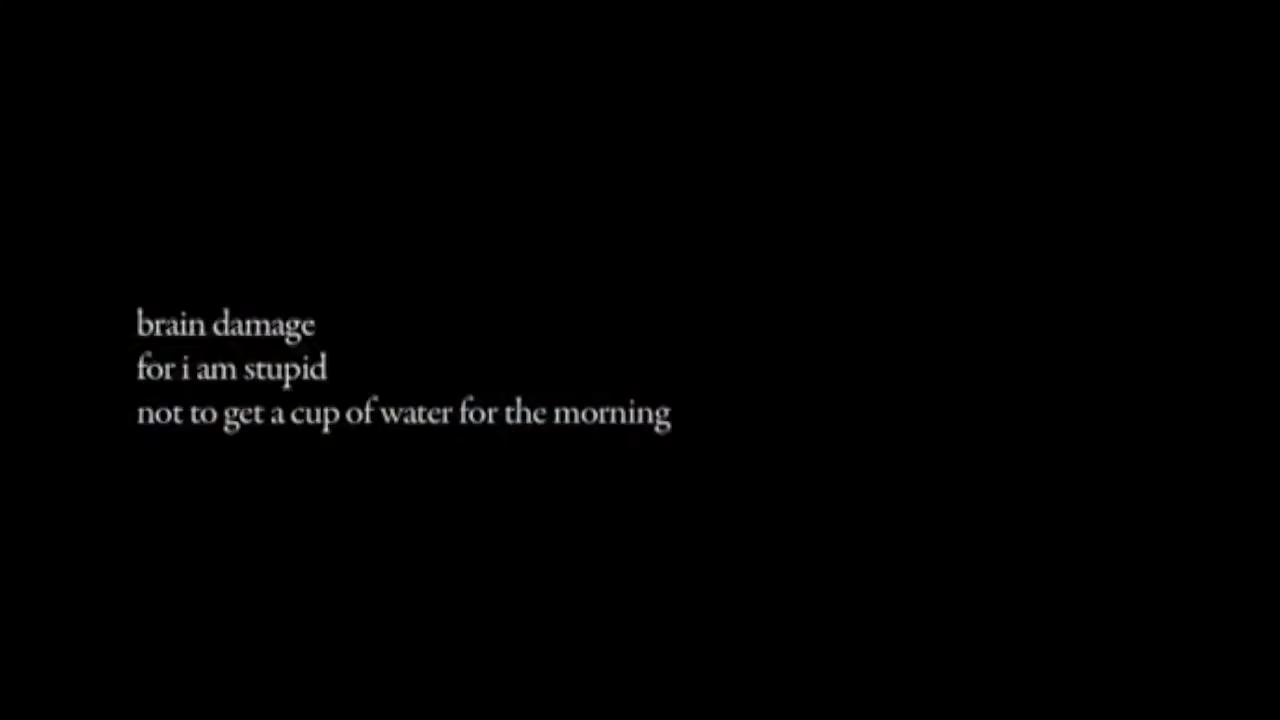 brain damage
for i am stupid
not to get a cup of water for the morning